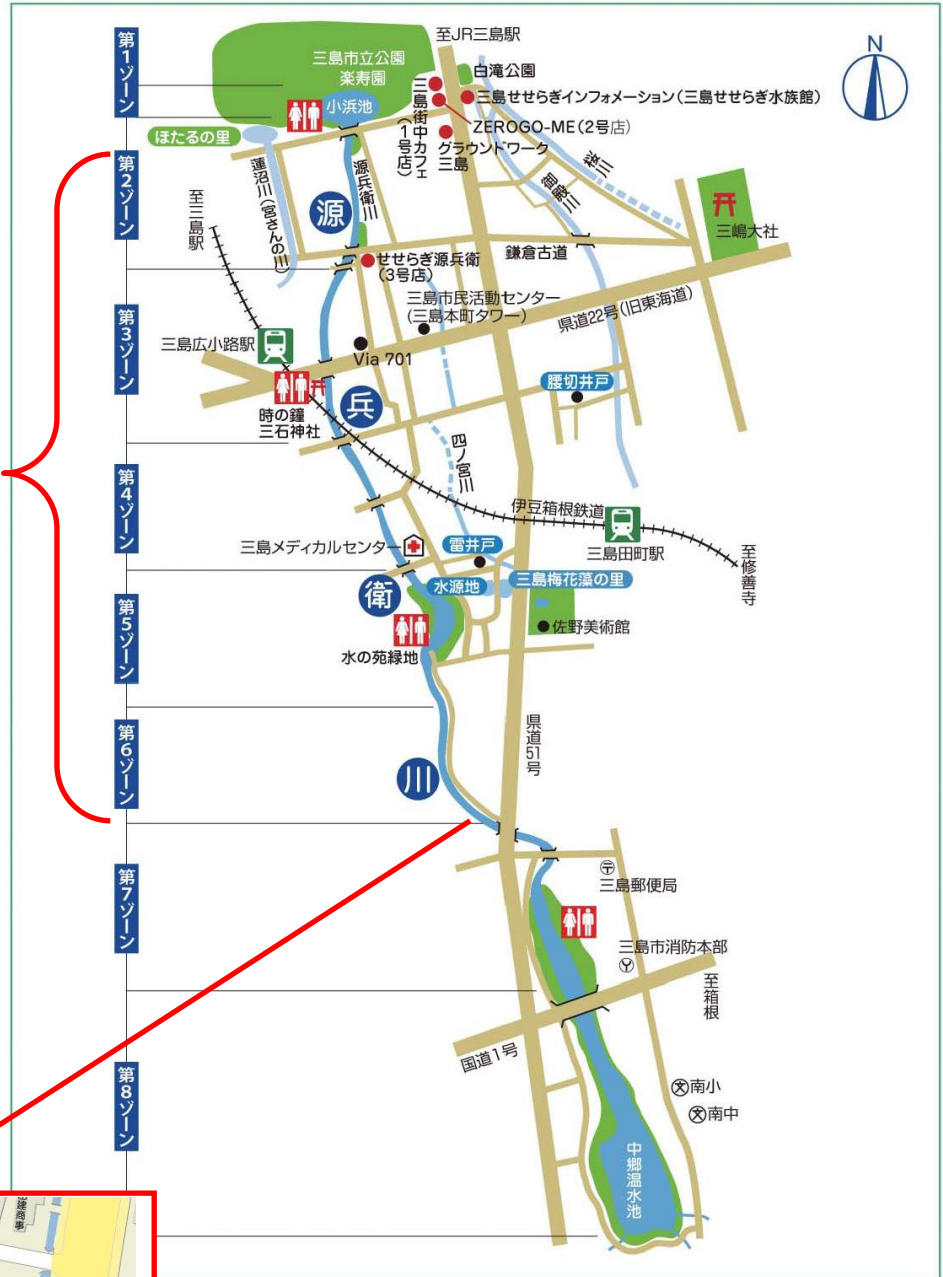 至JR三島駅
N
第1ゾーン
三島市立公園
楽寿園
小浜池
白滝公園
三島せせらぎインフォメーション(三島せせらぎ水族館)
三島街中カフェ
(1号店)
ZEROGO-ME(2号店)
グラウンドワーク
三島
ほたるの里
第2ゾーン
蓮沼川(宮さんの川)
源兵衛川
源
御殿川
桜川
三嶋大社
至三島駅
鎌倉古道
せせらぎ源兵衛
(3号店)
三島市民活動センター
(三島本町タワー)
県道22号(旧東海道)
第3ゾーン
三島広小路駅
Via 701
腰切井戸
兵
時の鐘
三石神社
四ノ宮川
第4ゾーン
伊豆箱根鉄道
三島田町駅
至修善寺
三島メディカルセンター
雷井戸
衛
水源地
三島梅花藻の里
第5ゾーン
佐野美術館
水の苑緑地
県道51号
第6ゾーン
川
第7ゾーン
〒
三島郵便局
三島市消防本部
至箱根
国道1号
第8ゾーン
文南小
文南中
中郷温水池
建商事